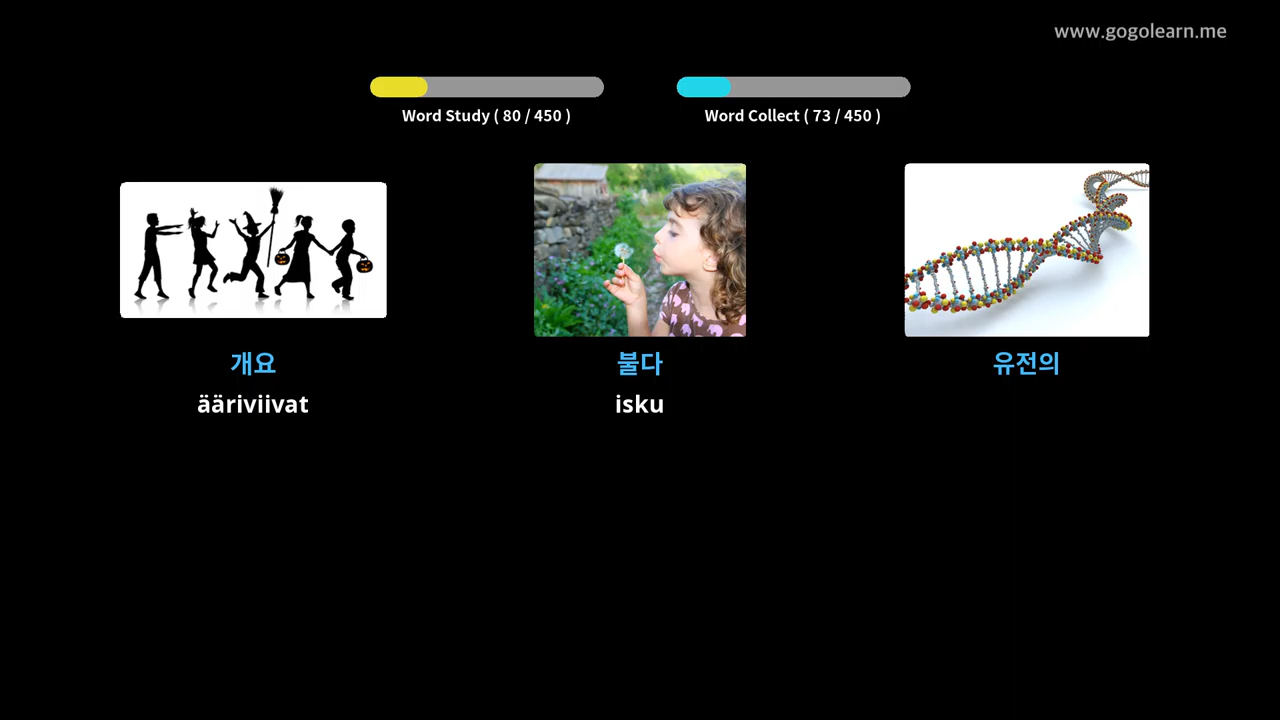 www.gogolearn.me
Word Study ( 80 / 450 )
Word Collect ( 73 / 450 )
개요
불다
유전의
ääriviivat
isku